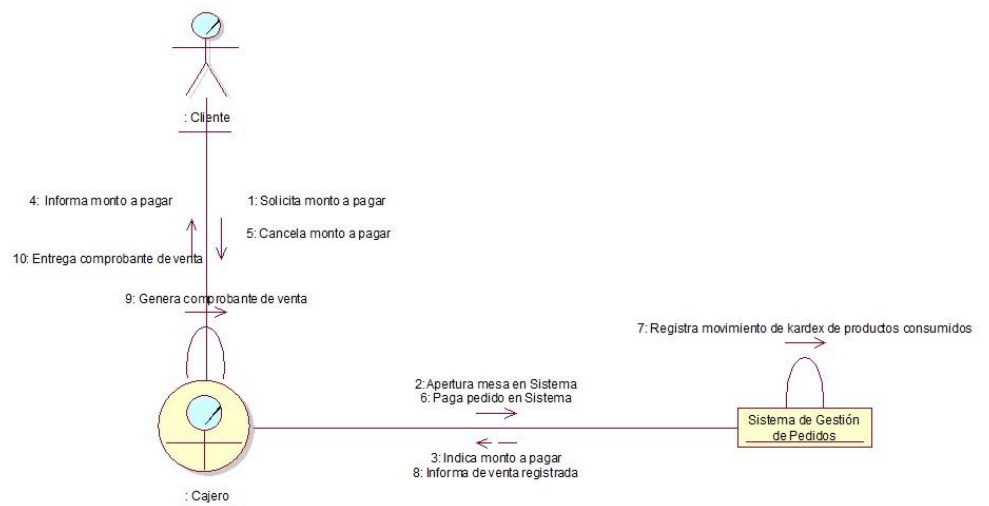 : Cliente
4: Informa monto a pagar
1: Solicita monto a pagar
5: Cancela monto a pagar
10: Entrega comprobante de venta
9: Genera comprobante de venta
7: Registra movimiento de kardex de productos consumidos
2: Apertura mesa en Sistema
6: Paga pedido en Sistema
Sistema de Gestión
de Pedidos
3: Indica monto a pagar
8: Informa de venta registrada
: Cajero